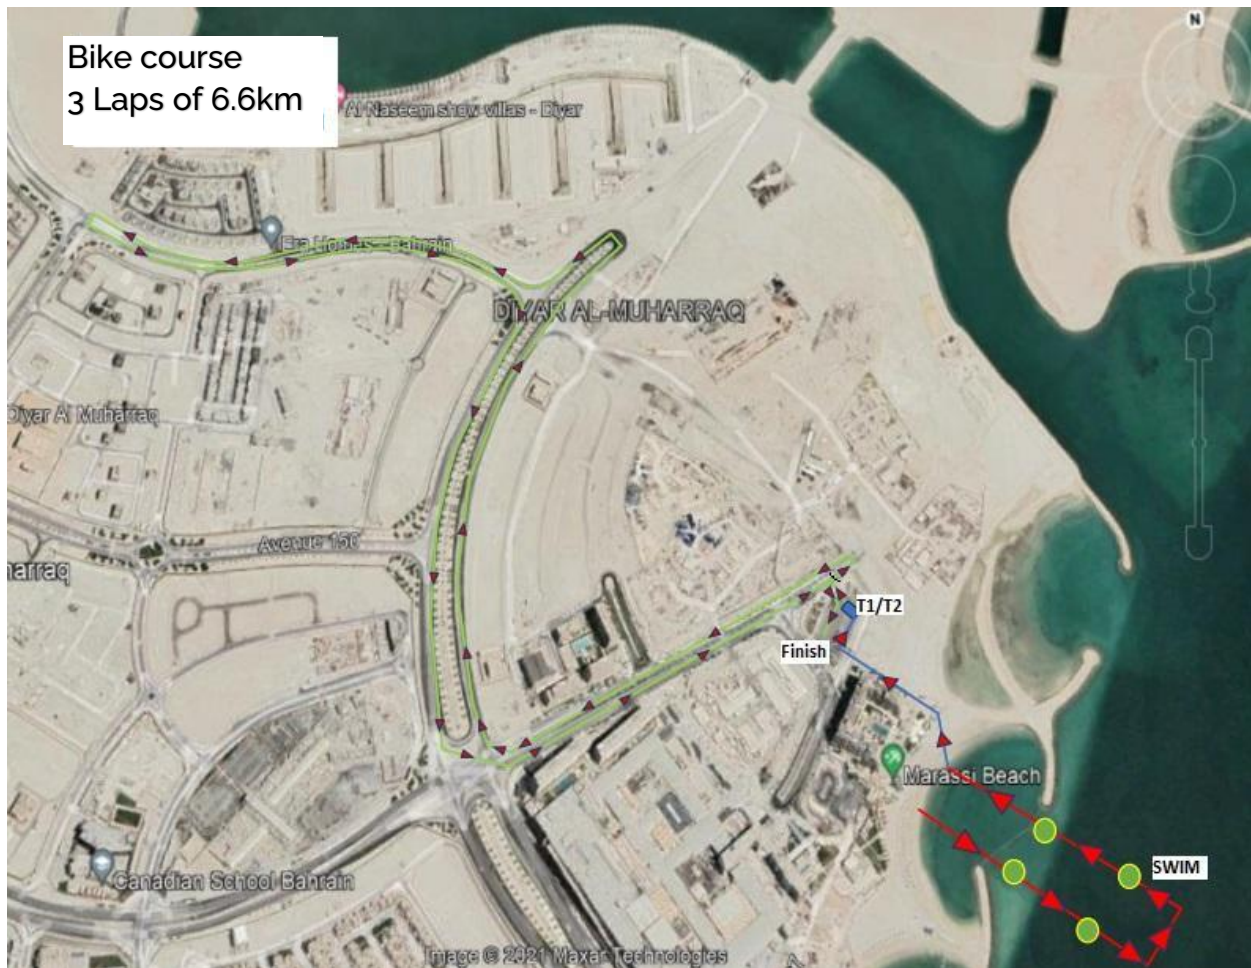 Bike course
3 Laps of 6.6km
N
Al Naseem show villas - Diyar
Era Homes - Bahrain
DIYAR AL-MUHARRAQ
Diyar Al Muharraq
Avenue 156
harraq
T1/T2
Finish
Marassi Beach
SWIM
Canadian School Bahrain
Image © 2021 Maxar Technologies